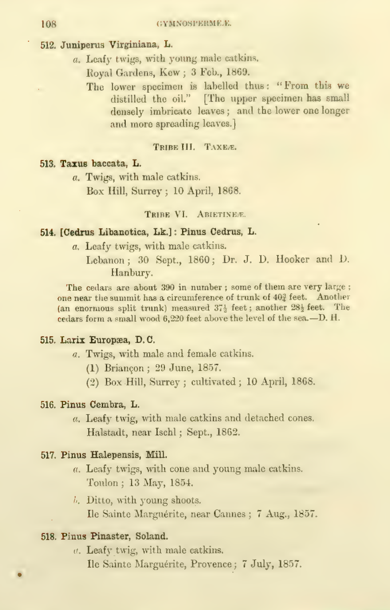 108
GYMNOSPERMEÆ.
512. Juniperus Virginiana, L.
a. Leafy twigs, with young male catkins.
Royal Gardens, Kew ; 3 Feb., 1869.
The lower specimen is labelled thus : “From this we
distilled the oil.” [The upper specimen has small
densely imbricate leaves ; and the lower one longer
and more spreading leaves.]
TRIBE III. TAXEÆ.
513. Taxus baccata, L.
a. Twigs, with male catkins.
Box Hill, Surrey ; 10 April, 1868.
TRIBE VI. ABIETINEÆ.
514. [Cedrus Libanotica, Lk.] : Pinus Cedrus, L.
a. Leafy twigs, with male catkins.
Lebanon ; 30 Sept., 1860 ; Dr. J. D. Hooker and D.
Hanbury.
The cedars are about 390 in number ; some of them are very large ;
one near the summit has a circumference of trunk of 40¾ feet. Another
(an enormous split trunk) measured 37½ feet ; another 28½ feet. The
cedars form a small wood 6,220 feet above the level of the sea.—D. H.
515. Larix Europæa, D.C.
a. Twigs, with male and female catkins.
(1) Briançon ; 29 June, 1857.
(2) Box Hill, Surrey ; cultivated ; 10 April, 1868.
516. Pinus Cembra, L.
a. Leafy twig, with male catkins and detached cones.
Halstadt, near Ischl ; Sept., 1862.
517. Pinus Halepensis, Mill.
a. Leafy twigs, with cone and young male catkins.
Toulon ; 13 May, 1854.
b. Ditto, with young shoots.
Ile Sainte Marguérite, near Cannes ; 7 Aug., 1857.
518. Pinus Pinaster, Soland.
a. Leafy twig, with male catkins.
Ile Sainte Marguérite, Provence ; 7 July, 1857.